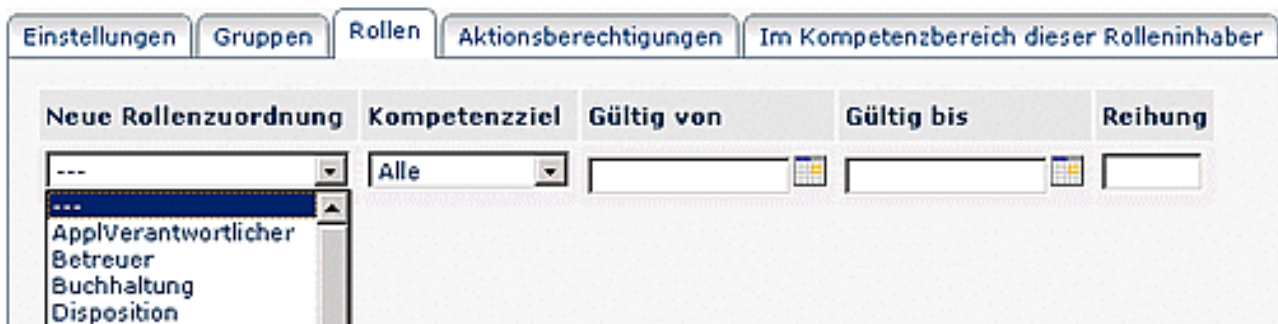 Einstellungen Gruppen Rollen Aktionsberechtigungen Im Kompetenzbereich dieser Rolleninhaber
Neue Rollenzuordnung Kompetenzziel Gültig von Gültig bis Reihung
--- Alle
---
ApplVerantwortlicher
Betreuer
Buchhaltung
Disposition